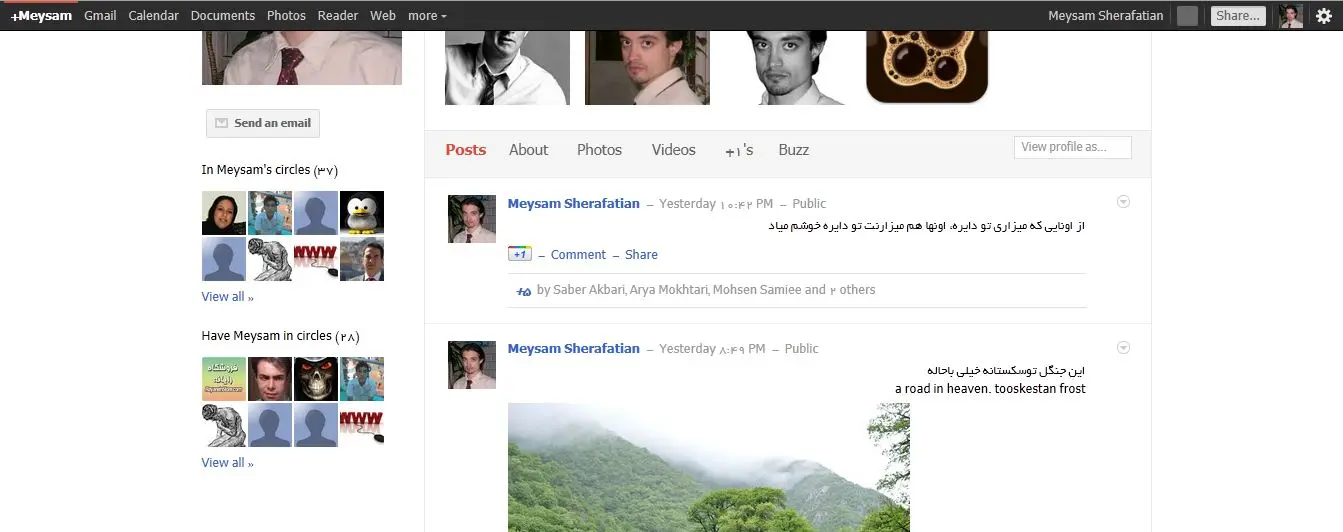 +Meysam Gmail Calendar Documents Photos Reader Web more Meysam Sherafatian Share...
Send an email
In Meysam's circles (۳۷)
WWW
View all »
Have Meysam in circles (۲۸)
فروشگاه
رایانه
WWW
View all »
Posts About Photos Videos +۱'s Buzz View profile as...
Meysam Sherafatian – Yesterday ۱۰:۴۲ PM – Public
از اونایی که میزاری تو دایره، اونها هم میزارنت تو دایره خوشم میاد
+1 – Comment – Share
+۵ by Saber Akbari, Arya Mokhtari, Mohsen Samiee and ۲ others
Meysam Sherafatian – Yesterday ۸:۴۹ PM – Public
این جنگل توسکستانه خیلی باحاله
a road in heaven. tooskestan frost